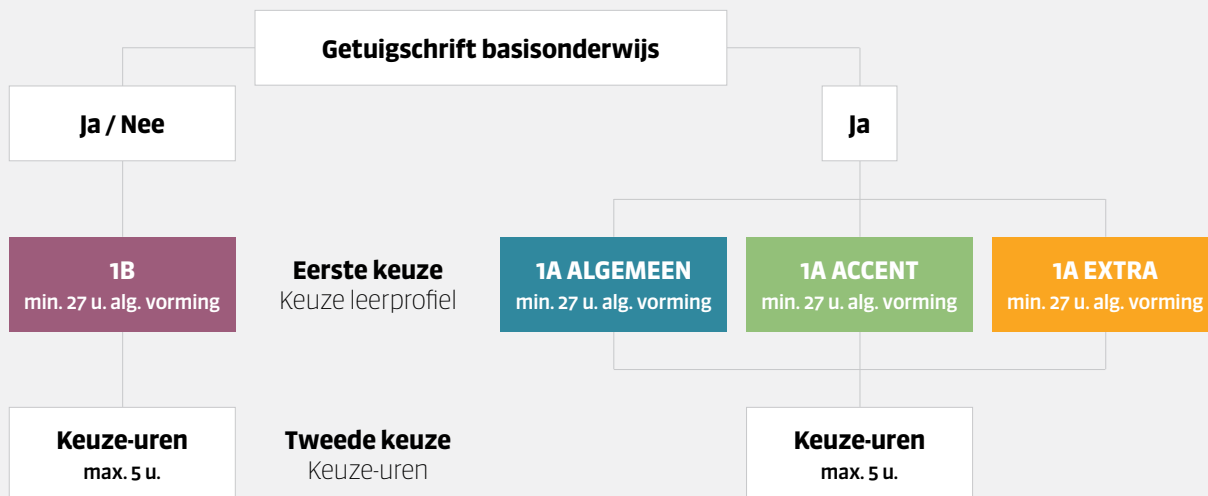 Getuigschrift basisonderwijs
Ja / Nee
Ja
1B
min. 27 u. alg. vorming
Eerste keuze
Keuze leerprofiel
1A ALGEMEEN
min. 27 u. alg. vorming
1A ACCENT
min. 27 u. alg. vorming
1A EXTRA
min. 27 u. alg. vorming
Keuze-uren
max. 5 u.
Tweede keuze
Keuze-uren
Keuze-uren
max. 5 u.